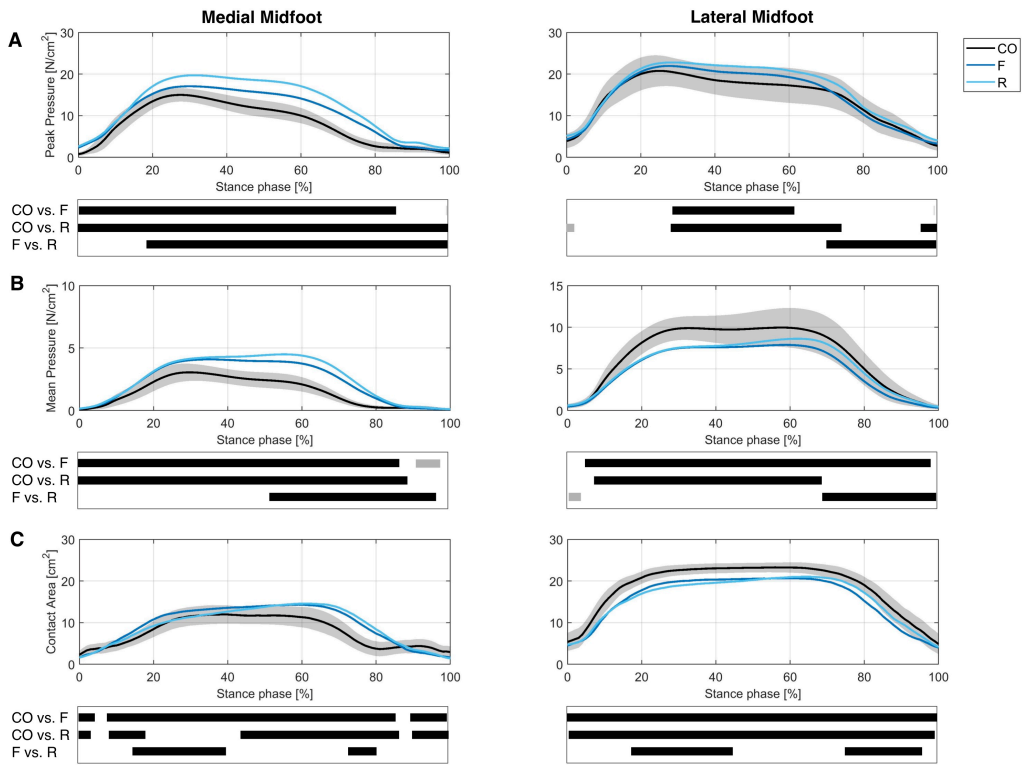 Medial Midfoot
Lateral Midfoot
A
Peak Pressure [N/cm²]
30
20
10
0
0 20 40 60 80 100
Stance phase [%]
30
20
10
0
0 20 40 60 80 100
Stance phase [%]
CO
F
R
CO vs. F
CO vs. R
F vs. R
B
Mean Pressure [N/cm²]
10
5
0
0 20 40 60 80 100
Stance phase [%]
15
10
5
0
0 20 40 60 80 100
Stance phase [%]
CO vs. F
CO vs. R
F vs. R
C
Contact Area [cm²]
30
20
10
0
0 20 40 60 80 100
Stance phase [%]
30
20
10
0
0 20 40 60 80 100
Stance phase [%]
CO vs. F
CO vs. R
F vs. R